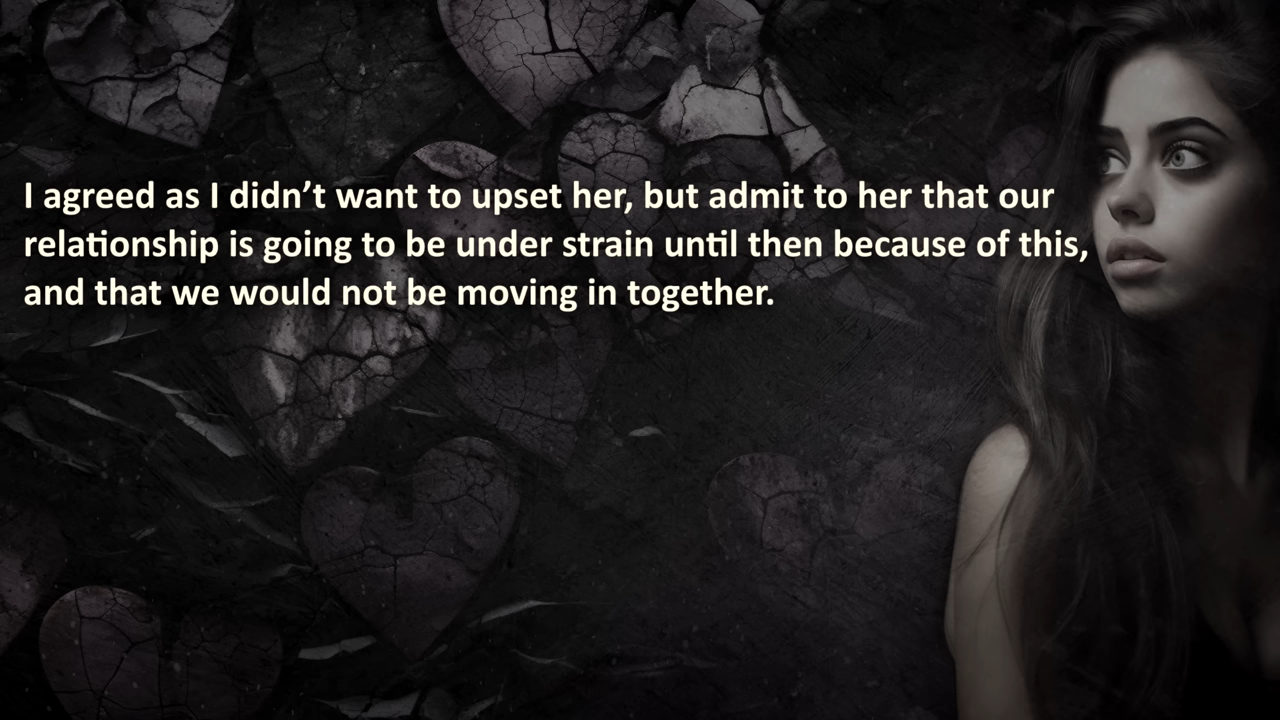 I agreed as I didn’t want to upset her, but admit to her that our
relationship is going to be under strain until then because of this,
and that we would not be moving in together.